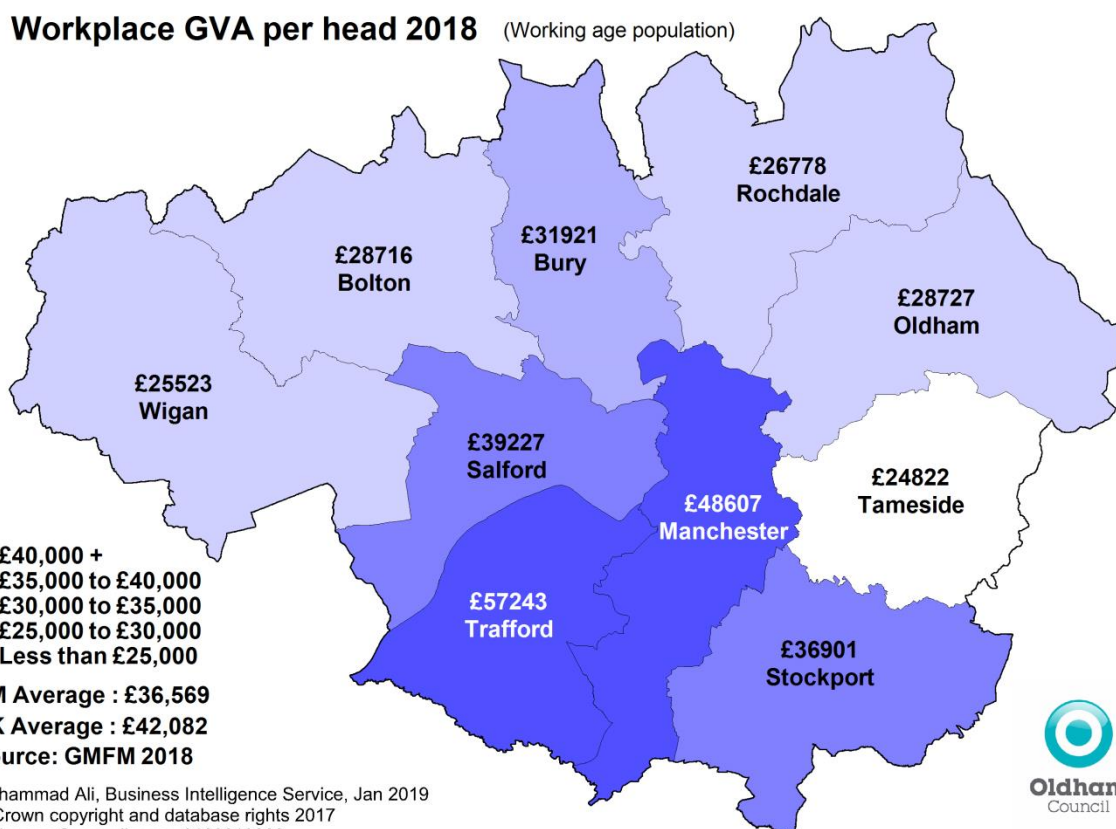 Workplace GVA per head 2018 (Working age population)
£26778
Rochdale
£31921
Bury
£28716
Bolton
£28727
Oldham
£25523
Wigan
£39227
Salford
£24822
Tameside
£48607
Manchester
£57243
Trafford
£36901
Stockport
£40,000 +
£35,000 to £40,000
£30,000 to £35,000
£25,000 to £30,000
Less than £25,000
M Average : £36,569
Average : £42,082
urce: GMFM 2018
hammad Ali, Business Intelligence Service, Jan 2019
Crown copyright and database rights 2017
Oldham
Council